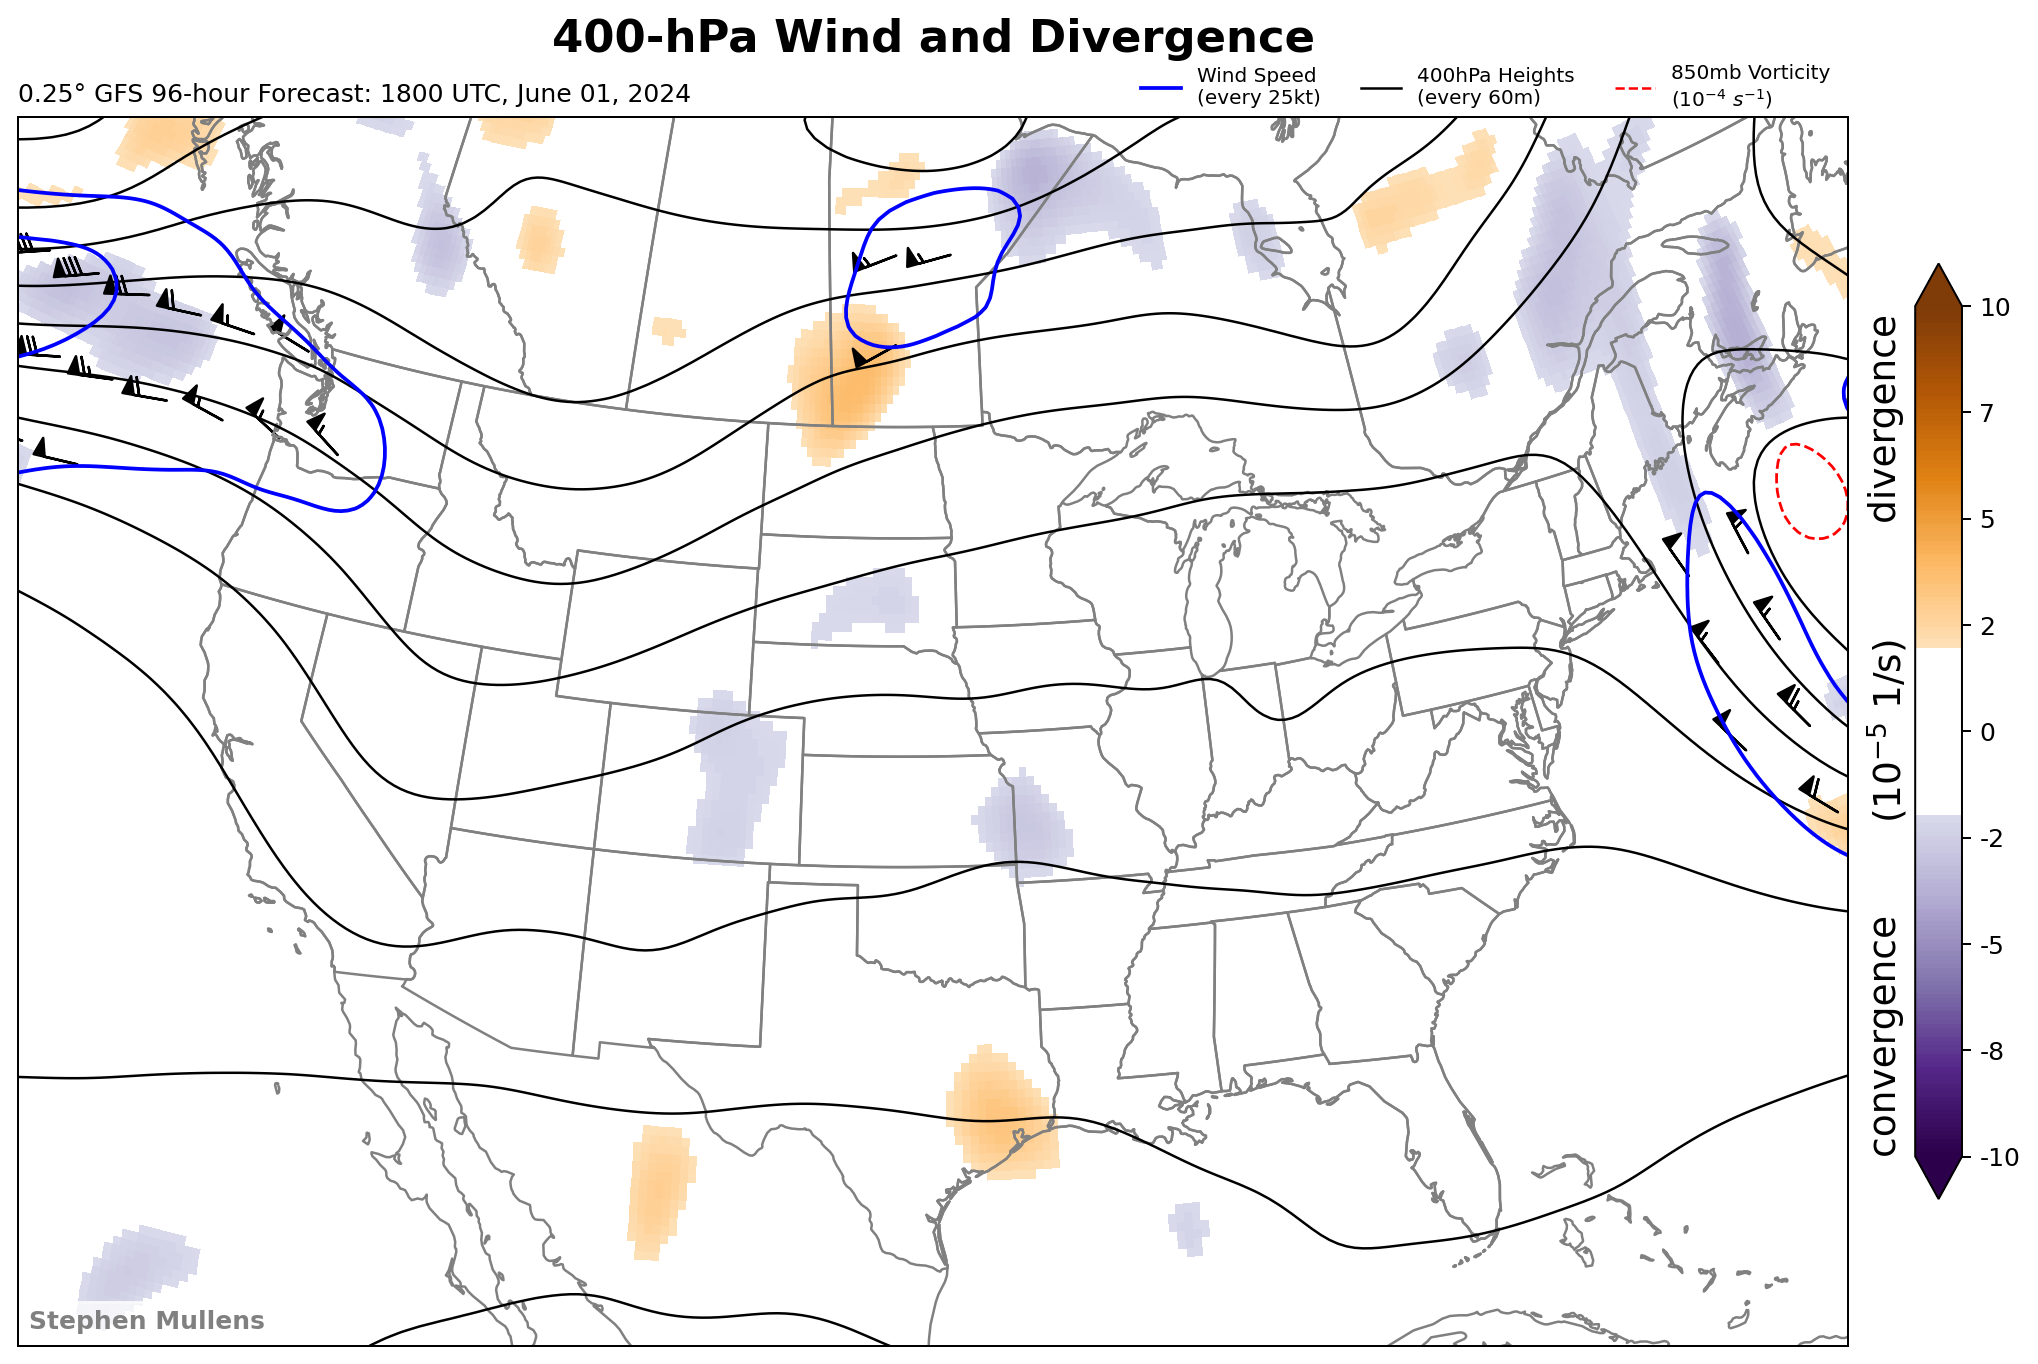 400-hPa Wind and Divergence
0.25° GFS 96-hour Forecast: 1800 UTC, June 01, 2024
Wind Speed
(every 25kt)
400hPa Heights
(every 60m)
850mb Vorticity
(10⁻⁴ s⁻¹)
10
7
5
2
0
-2
-5
-8
-10
convergence (10⁻⁵ 1/s) divergence
Stephen Mullens